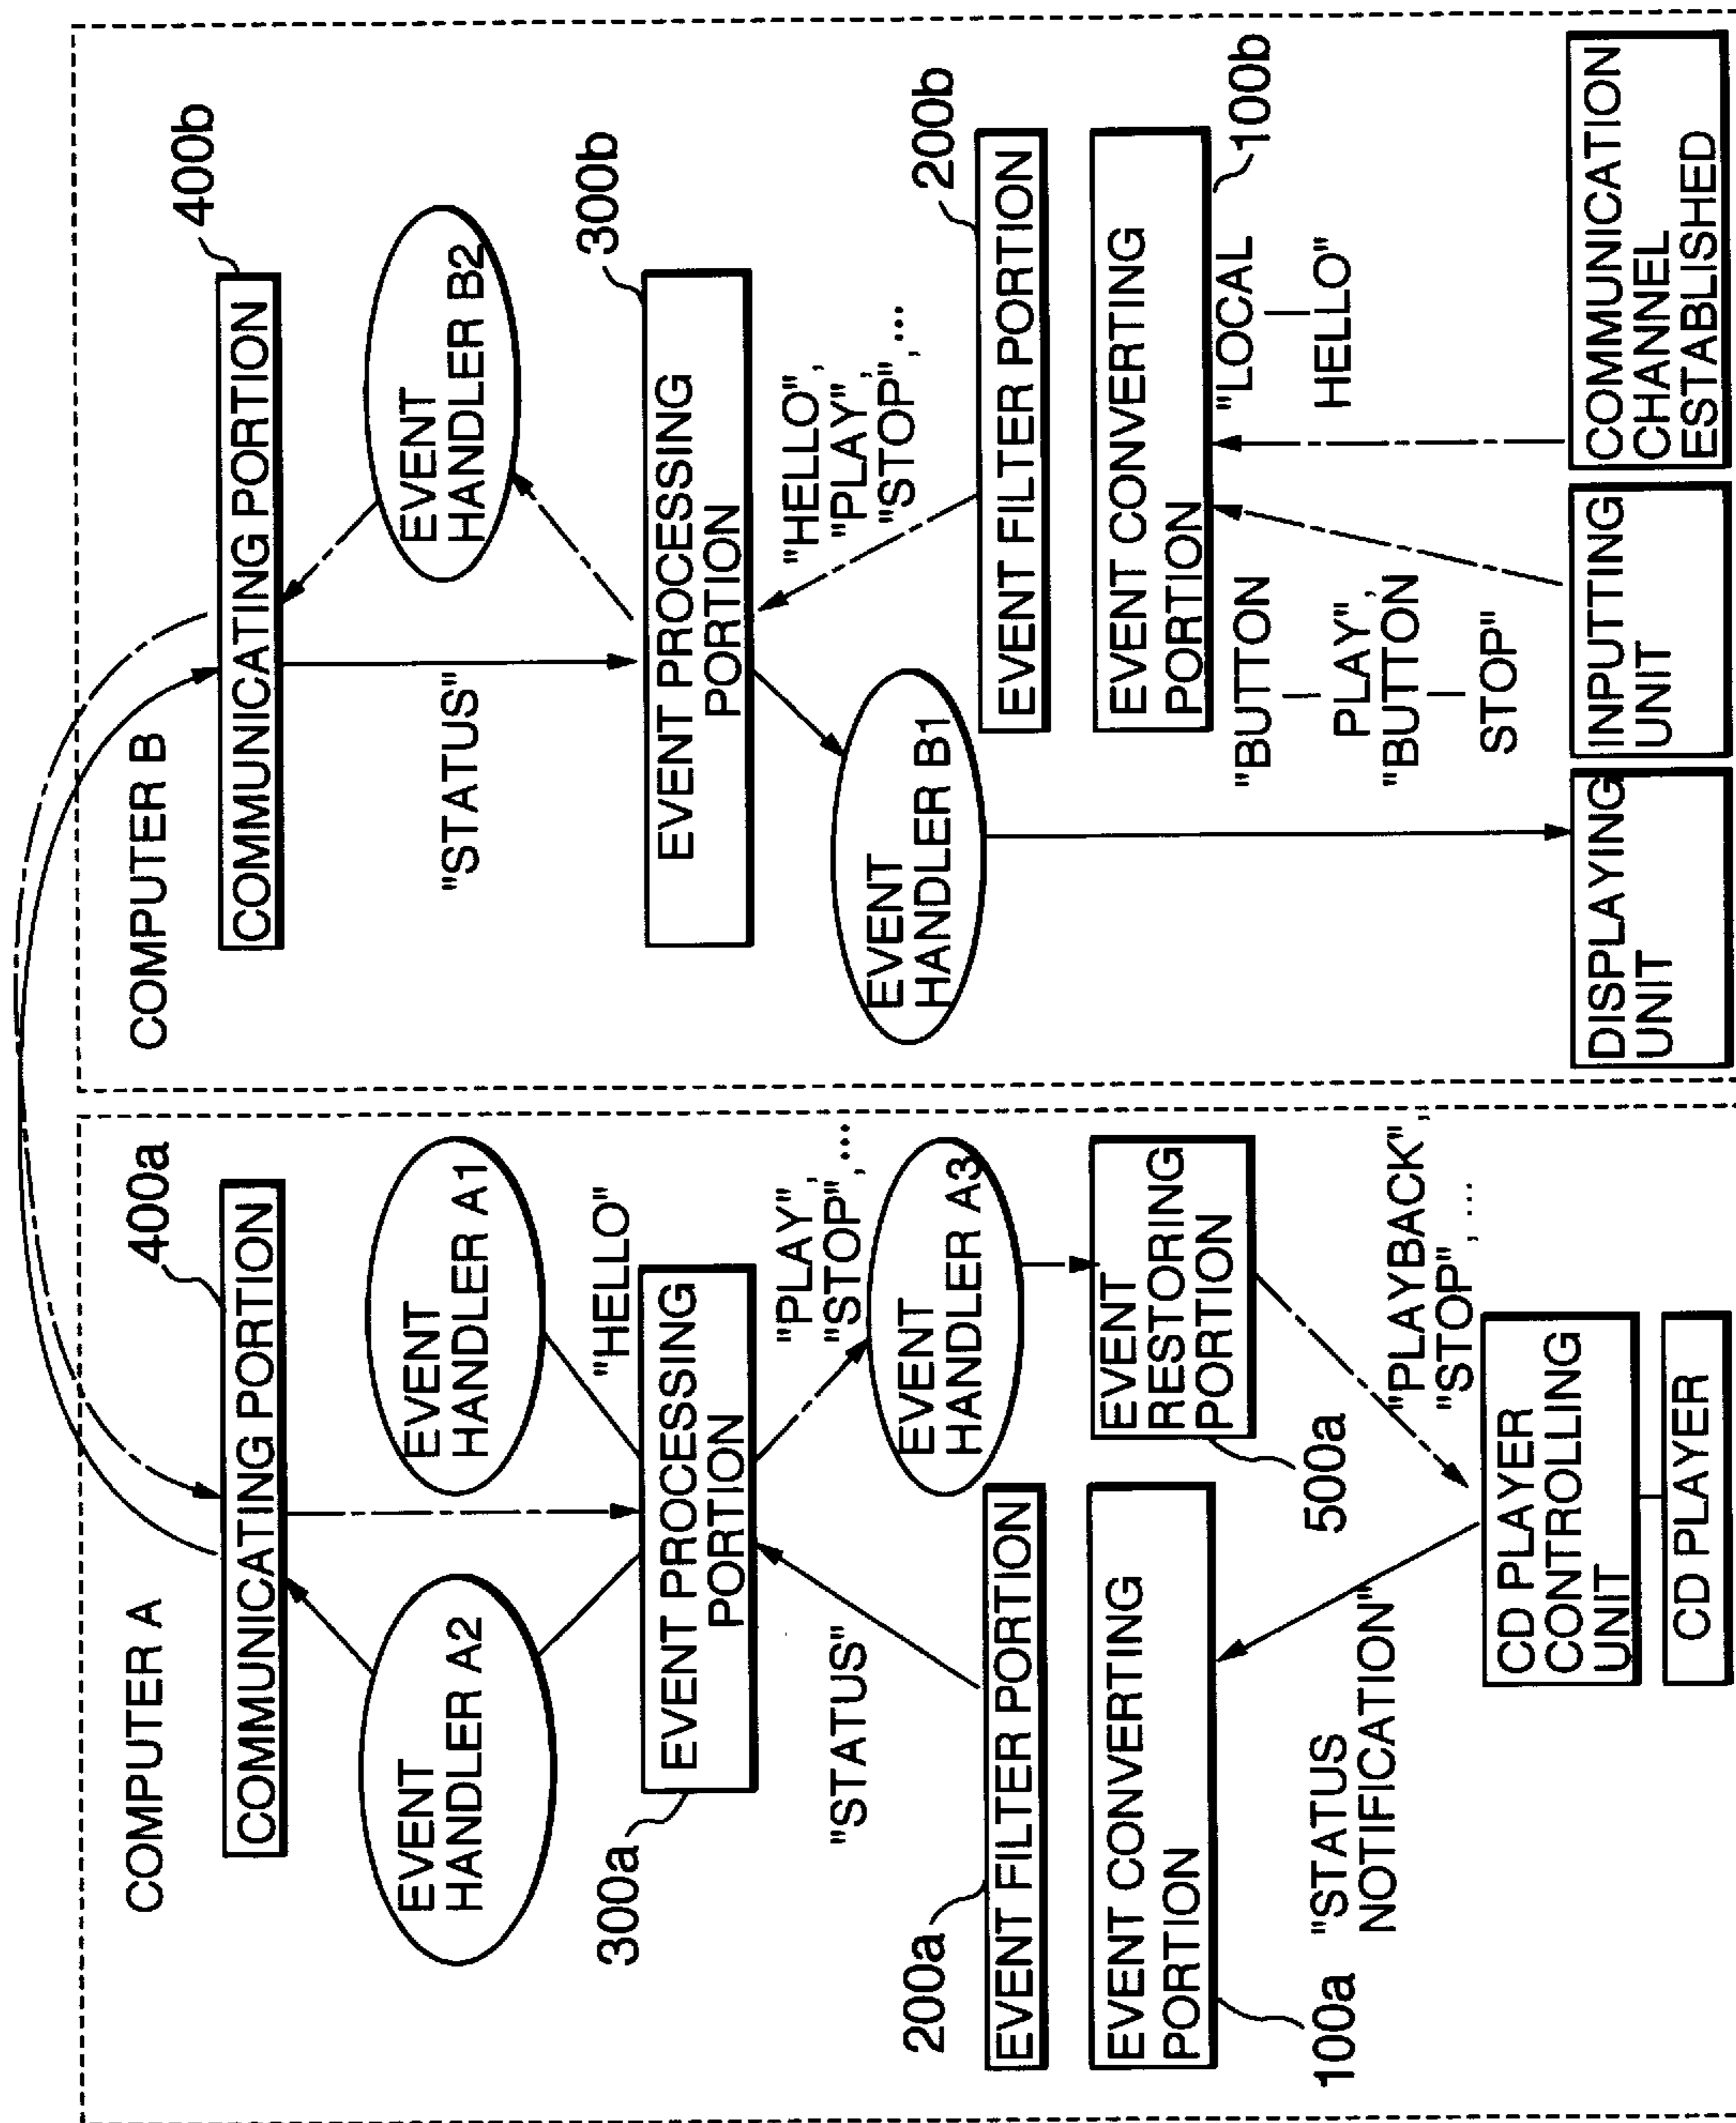 COMPUTER A
400a
COMMUNICATING PORTION
EVENT
HANDLER A2
EVENT
HANDLER A1
"HELLO"
300a
EVENT PROCESSING
PORTION
"STATUS"
"PLAY",
"STOP",...
EVENT
HANDLER A3
200a
EVENT FILTER PORTION
EVENT CONVERTING
PORTION
100a
EVENT
RESTORING
PORTION
500a
"STATUS
NOTIFICATION"
"PLAYBACK",
"STOP",...
CD PLAYER
CONTROLLING
UNIT
CD PLAYER
COMPUTER B
400b
COMMUNICATING PORTION
EVENT
HANDLER B2
"STATUS"
300b
EVENT PROCESSING
PORTION
"HELLO",
"PLAY",
"STOP",...
EVENT
HANDLER B1
200b
EVENT FILTER PORTION
EVENT CONVERTING
PORTION
100b
"BUTTON
— PLAY",
"BUTTON
— STOP"
"LOCAL
— HELLO"
DISPLAYING
UNIT
INPUTTING
UNIT
COMMUNICATION
CHANNEL
ESTABLISHED